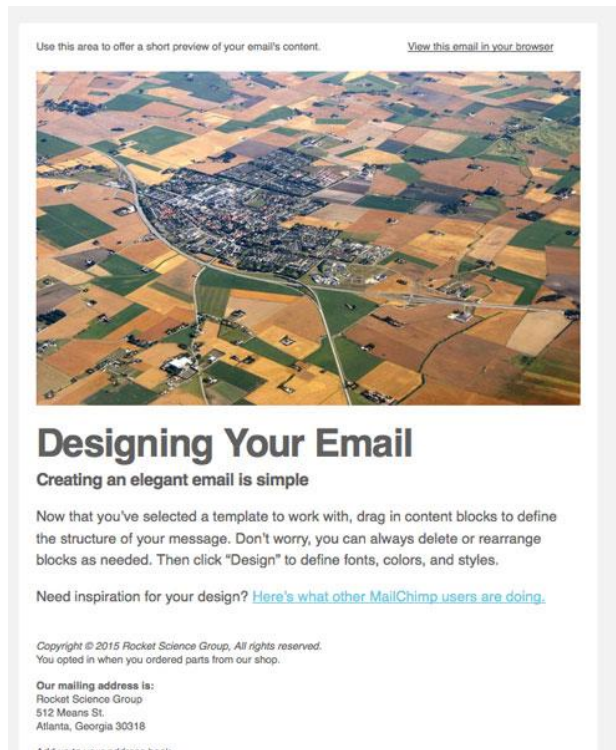 Use this area to offer a short preview of your email's content.
View this email in your browser
Designing Your Email
Creating an elegant email is simple
Now that you've selected a template to work with, drag in content blocks to define
the structure of your message. Don't worry, you can always delete or rearrange
blocks as needed. Then click “Design” to define fonts, colors, and styles.
Need inspiration for your design? Here's what other MailChimp users are doing.
Copyright © 2015 Rocket Science Group, All rights reserved.
You opted in when you ordered parts from our shop.
Our mailing address is:
Rocket Science Group
512 Means St.
Atlanta, Georgia 30318